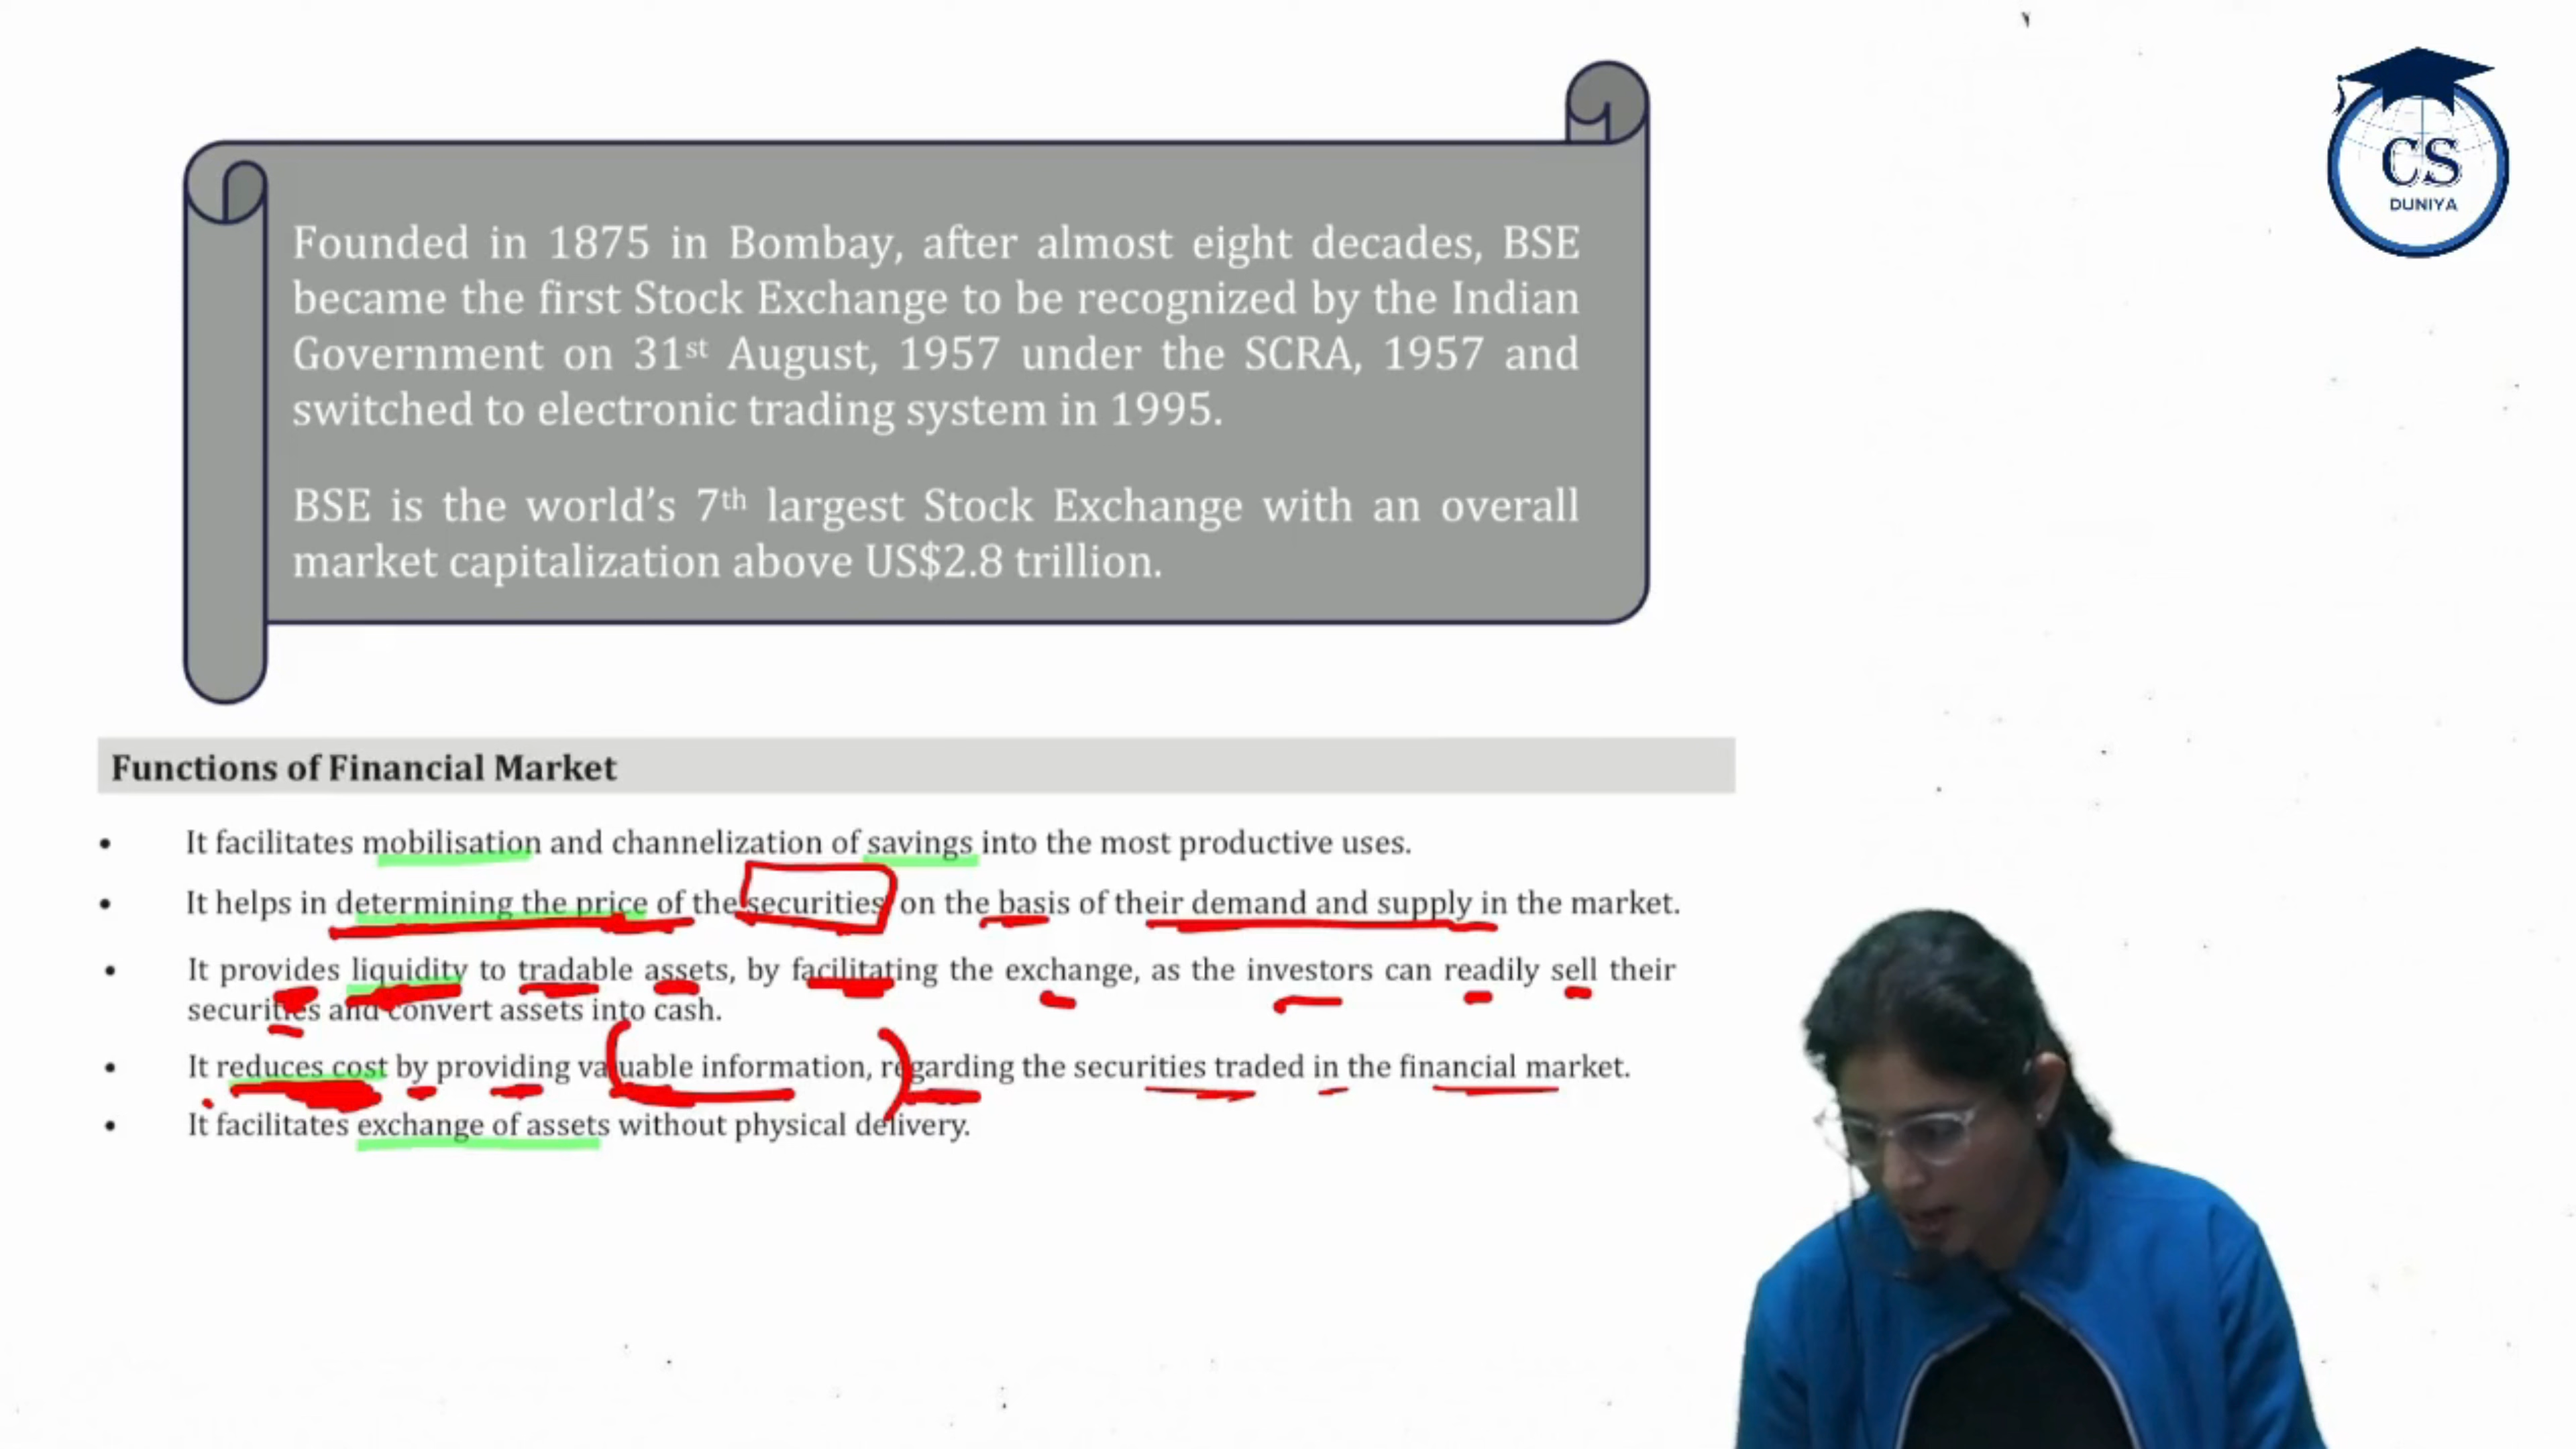 CS
DUNIYA
Founded in 1875 in Bombay, after almost eight decades, BSE
became the first Stock Exchange to be recognized by the Indian
Government on 31st August, 1957 under the SCRA, 1957 and
switched to electronic trading system in 1995.
BSE is the world's 7th largest Stock Exchange with an overall
market capitalization above US$2.8 trillion.
Functions of Financial Market
• It facilitates mobilisation and channelization of savings into the most productive uses.
• It helps in determining the price of the securities on the basis of their demand and supply in the market.
• It provides liquidity to tradable assets, by facilitating the exchange, as the investors can readily sell their
securities and convert assets into cash.
• It reduces cost by providing valuable information, regarding the securities traded in the financial market.
• It facilitates exchange of assets without physical delivery.